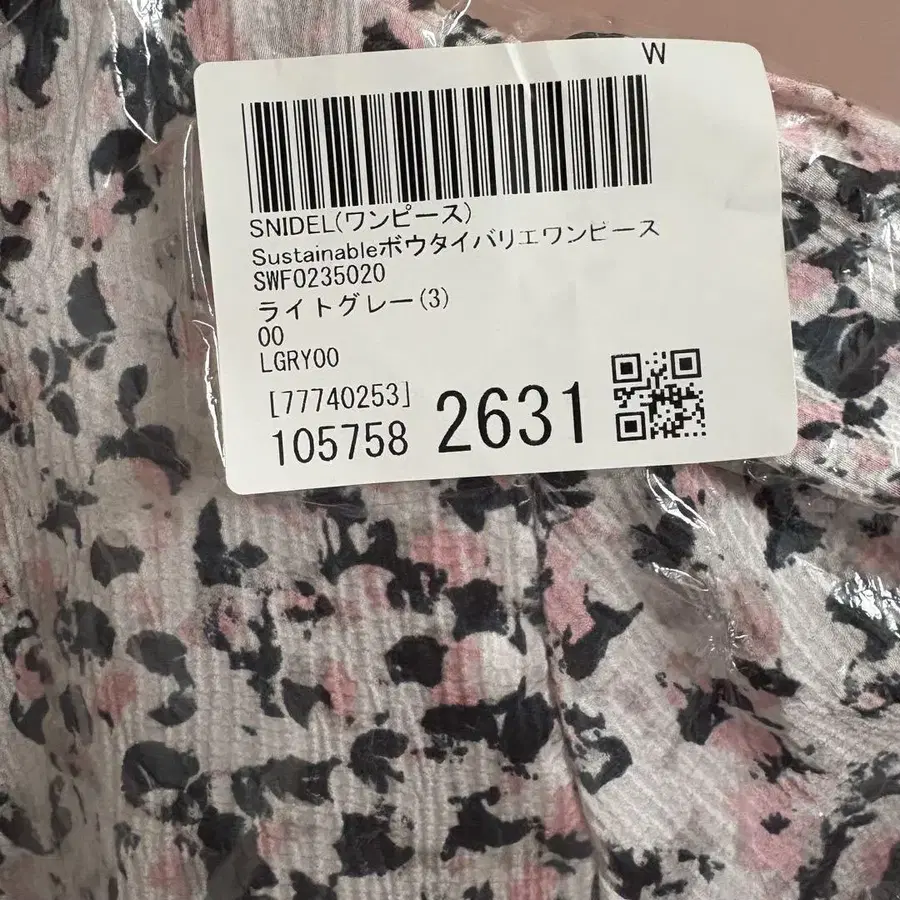 W
SNIDEL(ワンピース)
Sustainableボウタイバリエワンピース
SWFO235020
ライトグレー(3)
00
LGRY00
[77740253]
105758 2631